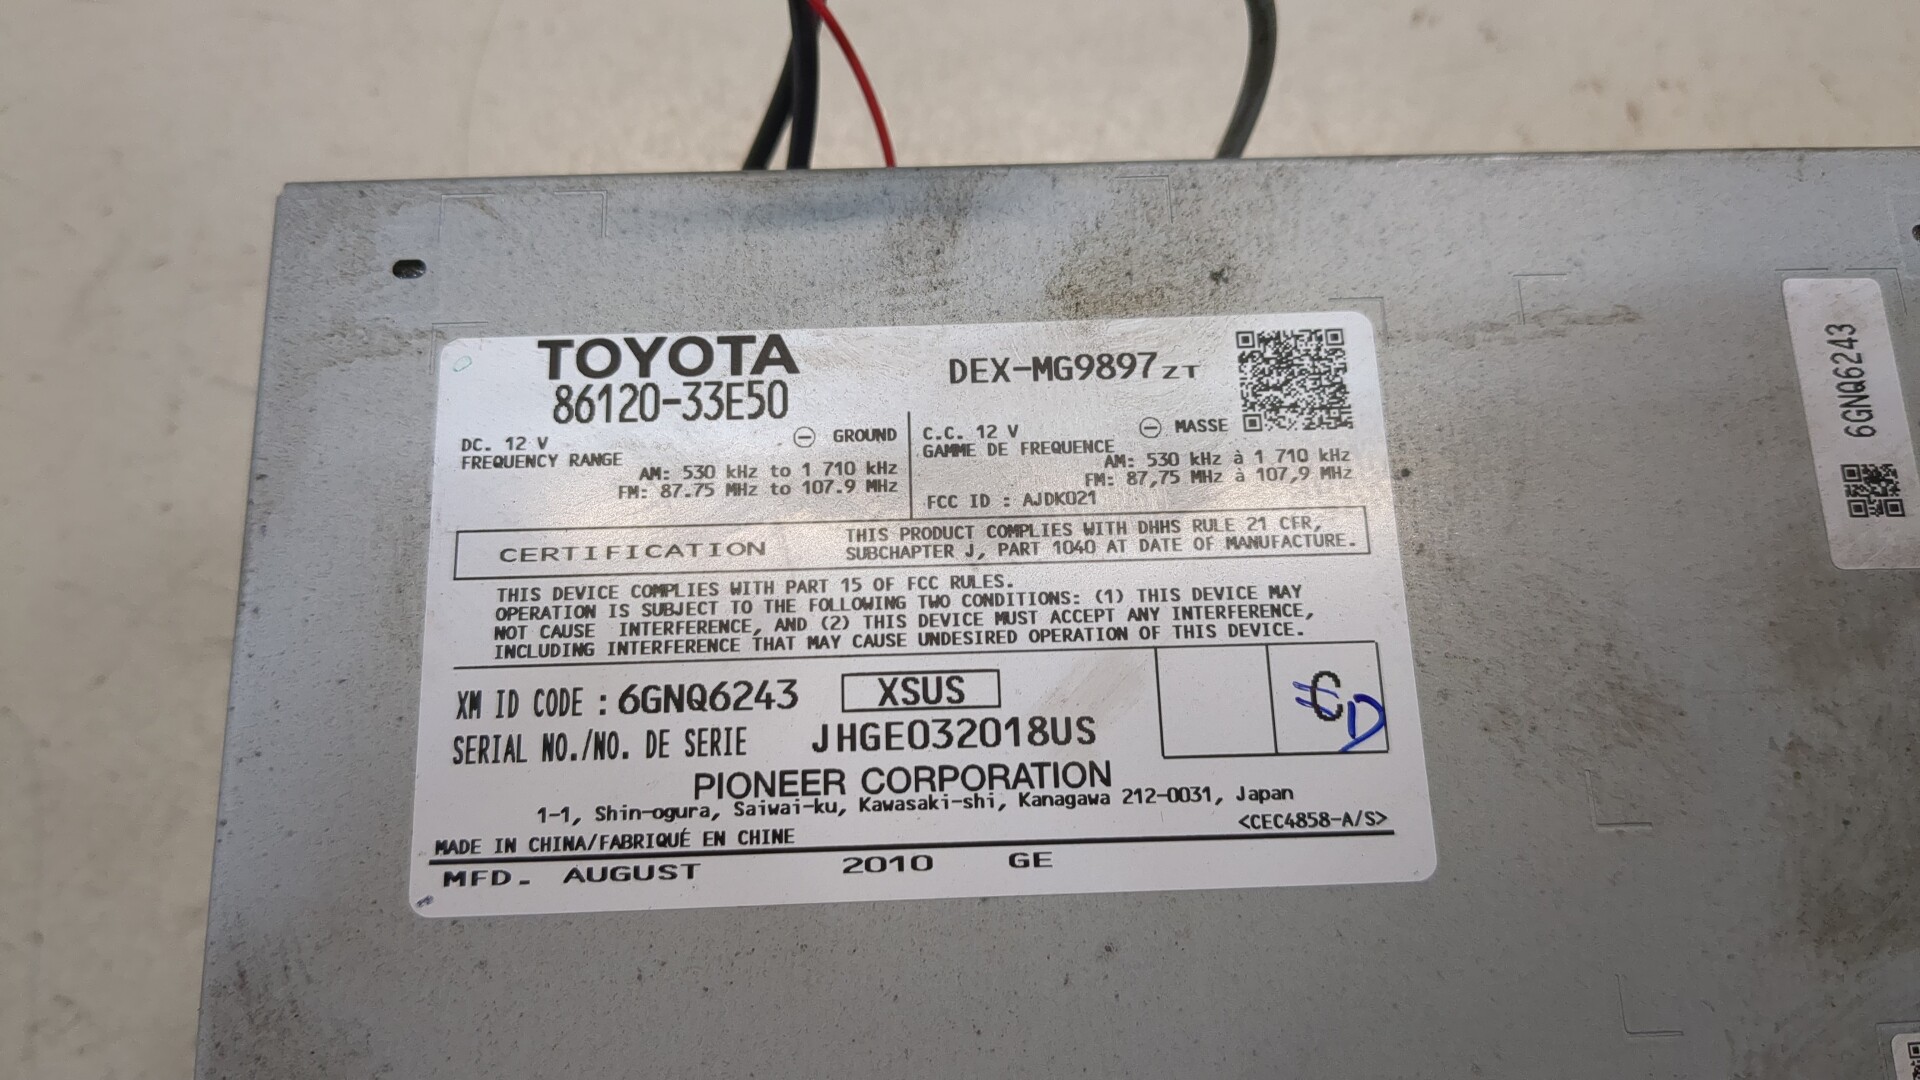 TOYOTA
86120-33E50
DEX-MG9897ZT
DC. 12 V ⊖ GROUND
FREQUENCY RANGE
AM: 530 kHz to 1 710 kHz
FM: 87.75 MHz to 107.9 MHz
C.C. 12 V ⊖ MASSE
GAMME DE FREQUENCE
AM: 530 kHz à 1 710 kHz
FM: 87,75 MHz à 107,9 MHz
FCC ID : AJDK021
CERTIFICATION
THIS PRODUCT COMPLIES WITH DHHS RULE 21 CFR,
SUBCHAPTER J, PART 1040 AT DATE OF MANUFACTURE.
THIS DEVICE COMPLIES WITH PART 15 OF FCC RULES.
OPERATION IS SUBJECT TO THE FOLLOWING TWO CONDITIONS: (1) THIS DEVICE MAY
NOT CAUSE INTERFERENCE, AND (2) THIS DEVICE MUST ACCEPT ANY INTERFERENCE,
INCLUDING INTERFERENCE THAT MAY CAUSE UNDESIRED OPERATION OF THIS DEVICE.
XM ID CODE : 6GNQ6243 XSUS
SERIAL NO./NO. DE SERIE JHGE032018US
C
D
PIONEER CORPORATION
1-1, Shin-ogura, Saiwai-ku, Kawasaki-shi, Kanagawa 212-0031, Japan
MADE IN CHINA/FABRIQUÉ EN CHINE <CEC4858-A/S>
MFD. AUGUST 2010 GE
6GNQ6243